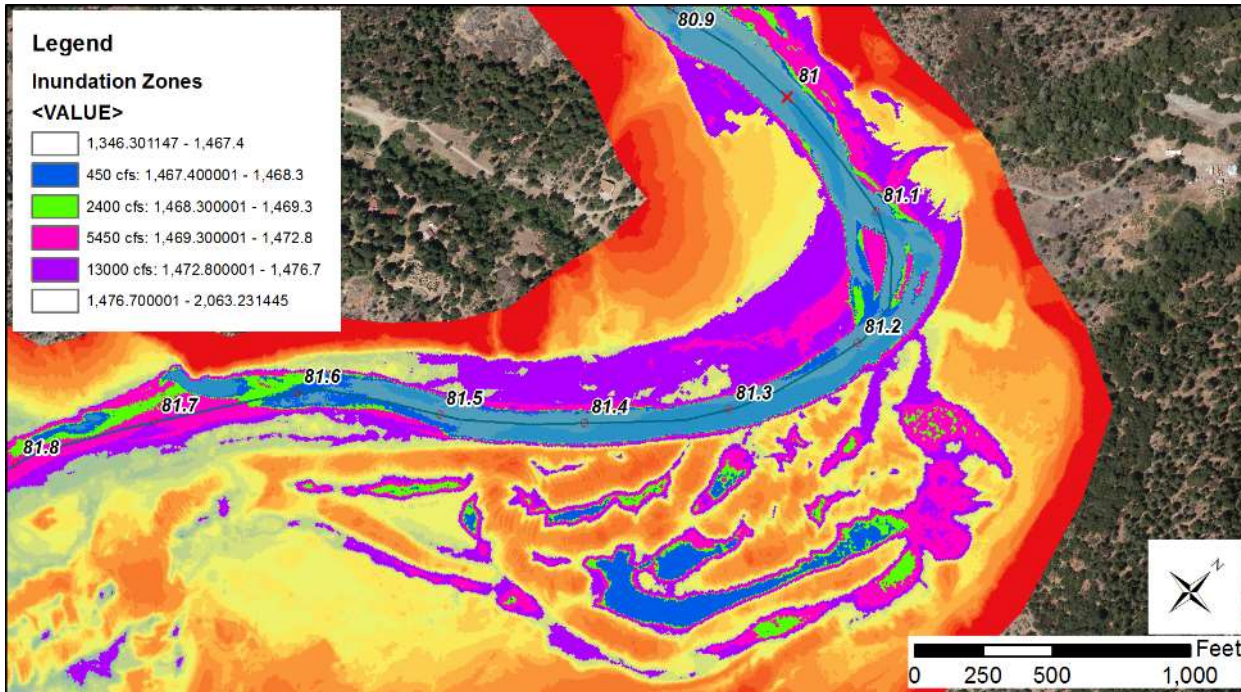 Legend
Inundation Zones
<VALUE>
1,346.301147 - 1,467.4
450 cfs: 1,467.400001 - 1,468.3
2400 cfs: 1,468.300001 - 1,469.3
5450 cfs: 1,469.300001 - 1,472.8
13000 cfs: 1,472.800001 - 1,476.7
1,476.700001 - 2,063.231445
80.9
81
81.1
81.2
81.3
81.4
81.5
81.6
81.7
81.8
N
Feet
0 250 500 1,000